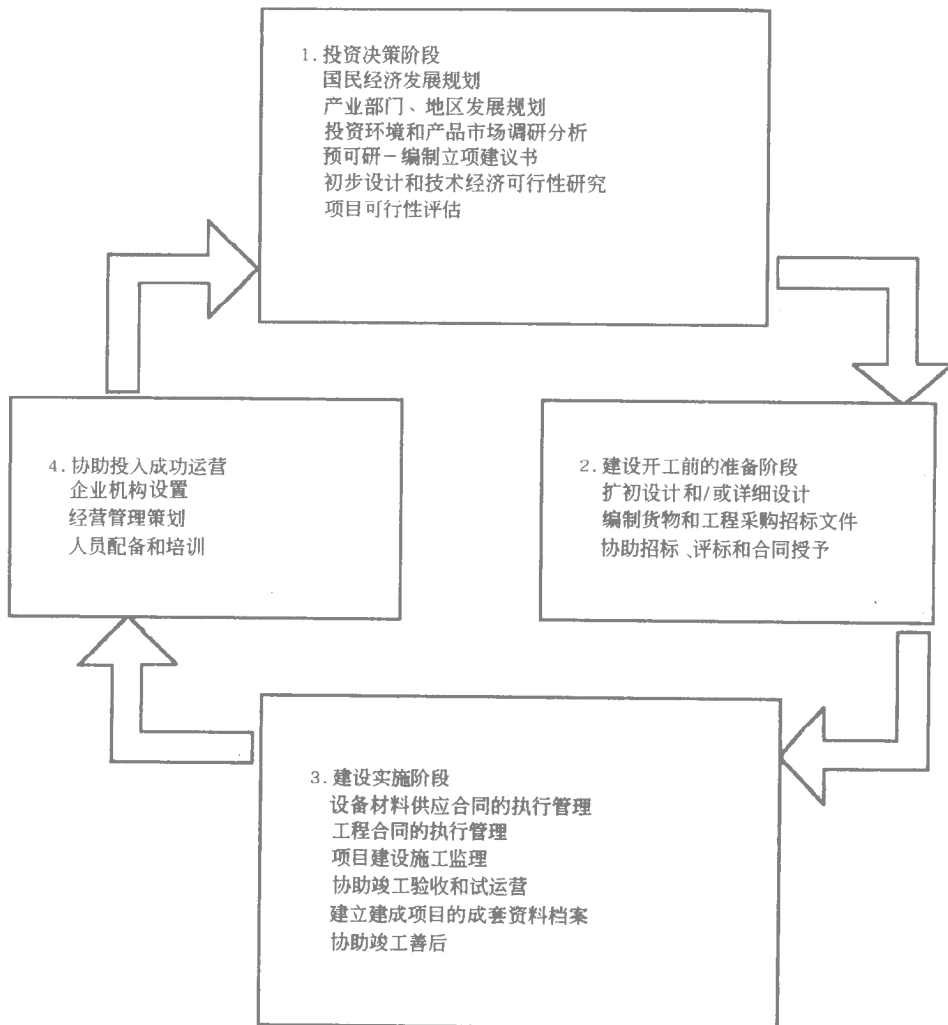 1. 投资决策阶段
国民经济发展规划
产业部门、地区发展规划
投资环境和产品市场调研分析
预可研－编制立项建议书
初步设计和技术经济可行性研究
项目可行性评估
2. 建设开工前的准备阶段
扩初设计和/或详细设计
编制货物和工程采购招标文件
协助招标、评标和合同授予
3. 建设实施阶段
设备材料供应合同的执行管理
工程合同的执行管理
项目建设施工监理
协助竣工验收和试运营
建立建成项目的成套资料档案
协助竣工善后
4. 协助投入成功运营
企业机构设置
经营管理策划
人员配备和培训